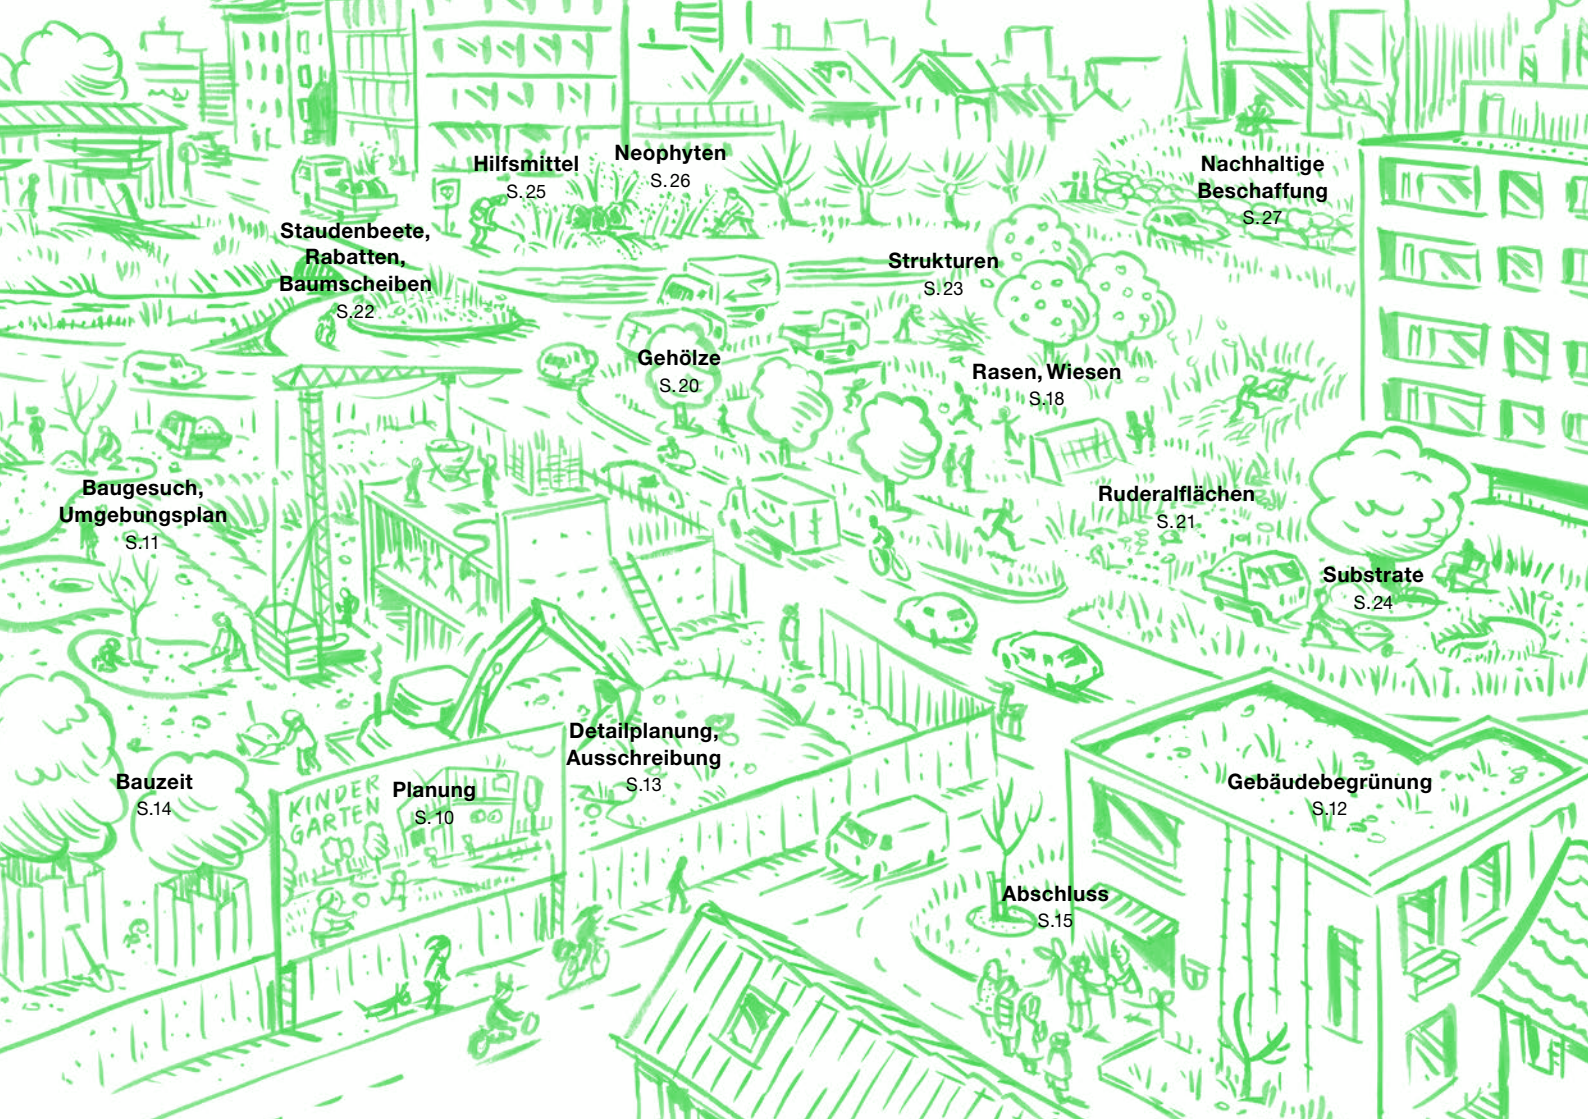 Hilfsmittel
S.25
Neophyten
S.26
Nachhaltige
Beschaffung
S.27
Staudenbeete,
Rabatten,
Baumscheiben
S.22
Strukturen
S.23
Gehölze
S.20
Rasen, Wiesen
S.18
Baugesuch,
Umgebungsplan
S.11
Ruderalflächen
S.21
Substrate
S.24
Detailplanung,
Ausschreibung
S.13
Bauzeit
S.14
KINDER
GARTEN
Planung
S.10
Gebäudebegrünung
S.12
Abschluss
S.15